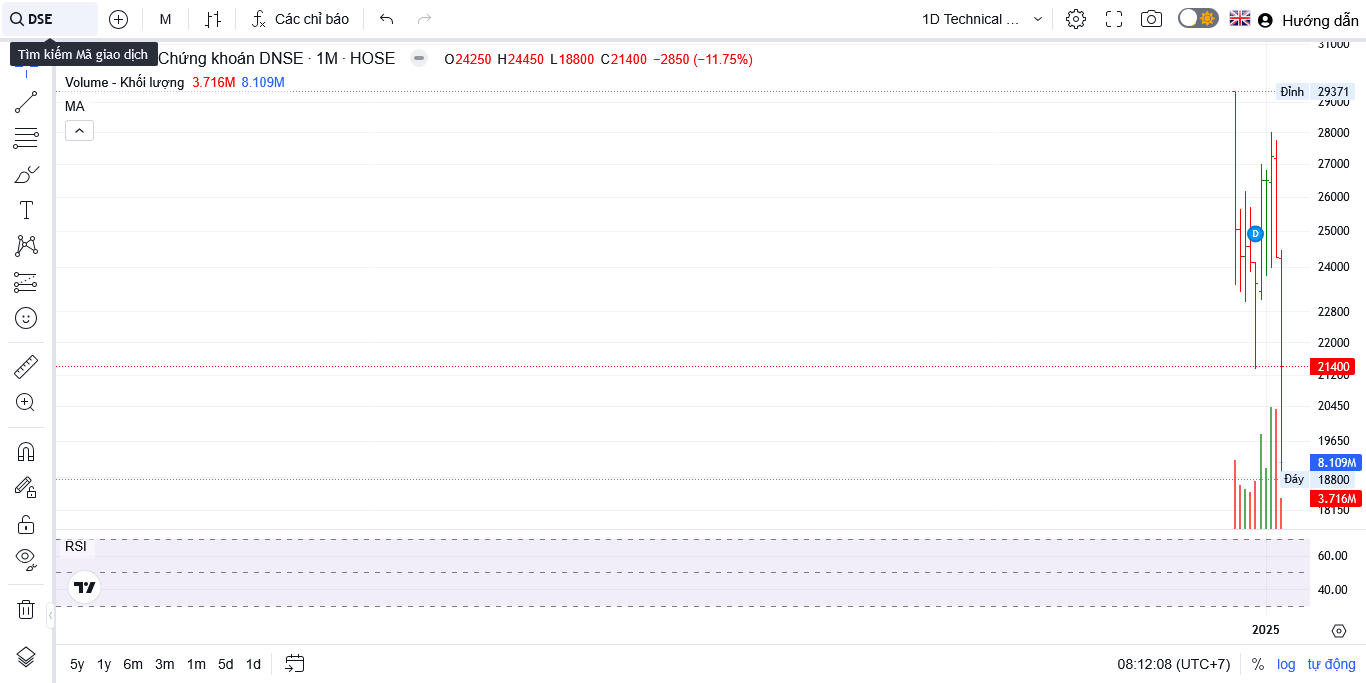 DSE
M
Các chỉ báo
1D Technical ...
Hướng dẫn
Tìm kiếm Mã giao dịch
Chứng khoán DNSE · 1M · HOSE
O24250 H24450 L18800 C21400 −2850 (−11.75%)
Volume - Khối lượng 3.716M 8.109M
MA
31000
Đỉnh 29371
29000
28000
27000
26000
25000
D
24000
22800
22000
21400
21200
20450
19650
8.109M
Đáy 18800
3.716M
18150
RSI
60.00
40.00
2025
5y 1y 6m 3m 1m 5d 1d
08:12:08 (UTC+7)
% log tự động